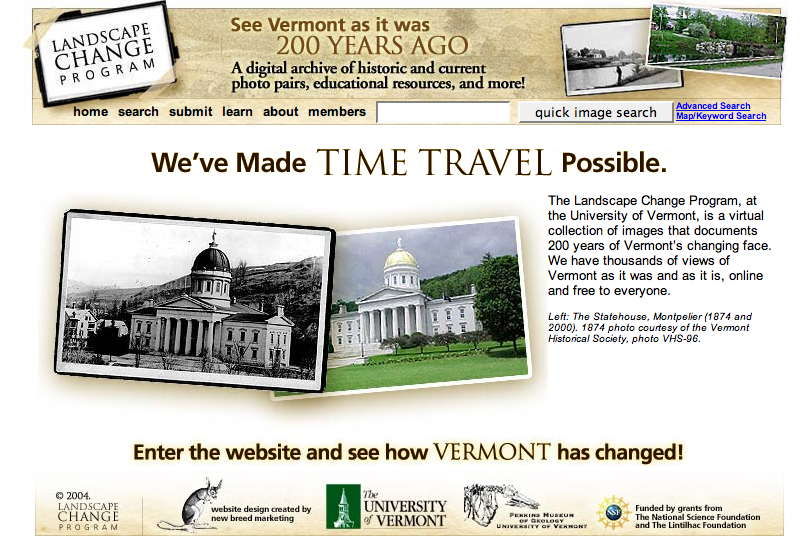 LANDSCAPE
CHANGE
PROGRAM
See Vermont as it was
200 YEARS AGO
A digital archive of historic and current
photo pairs, educational resources, and more!
home search submit learn about members
quick image search
Advanced Search
Map/Keyword Search
We've Made TIME TRAVEL Possible.
The Landscape Change Program, at
the University of Vermont, is a virtual
collection of images that documents
200 years of Vermont's changing face.
We have thousands of views of
Vermont as it was and as it is, online
and free to everyone.
Left: The Statehouse, Montpelier (1874 and
2000). 1874 photo courtesy of the Vermont
Historical Society, photo VHS-96.
Enter the website and see how VERMONT has changed!
© 2004.
LANDSCAPE
CHANGE
PROGRAM
website design created by
new breed marketing
The
UNIVERSITY
of VERMONT
PERKINS MUSEUM
OF GEOLOGY
UNIVERSITY OF VERMONT
NSF
Funded by grants from
The National Science Foundation
and The Lintilhac Foundation